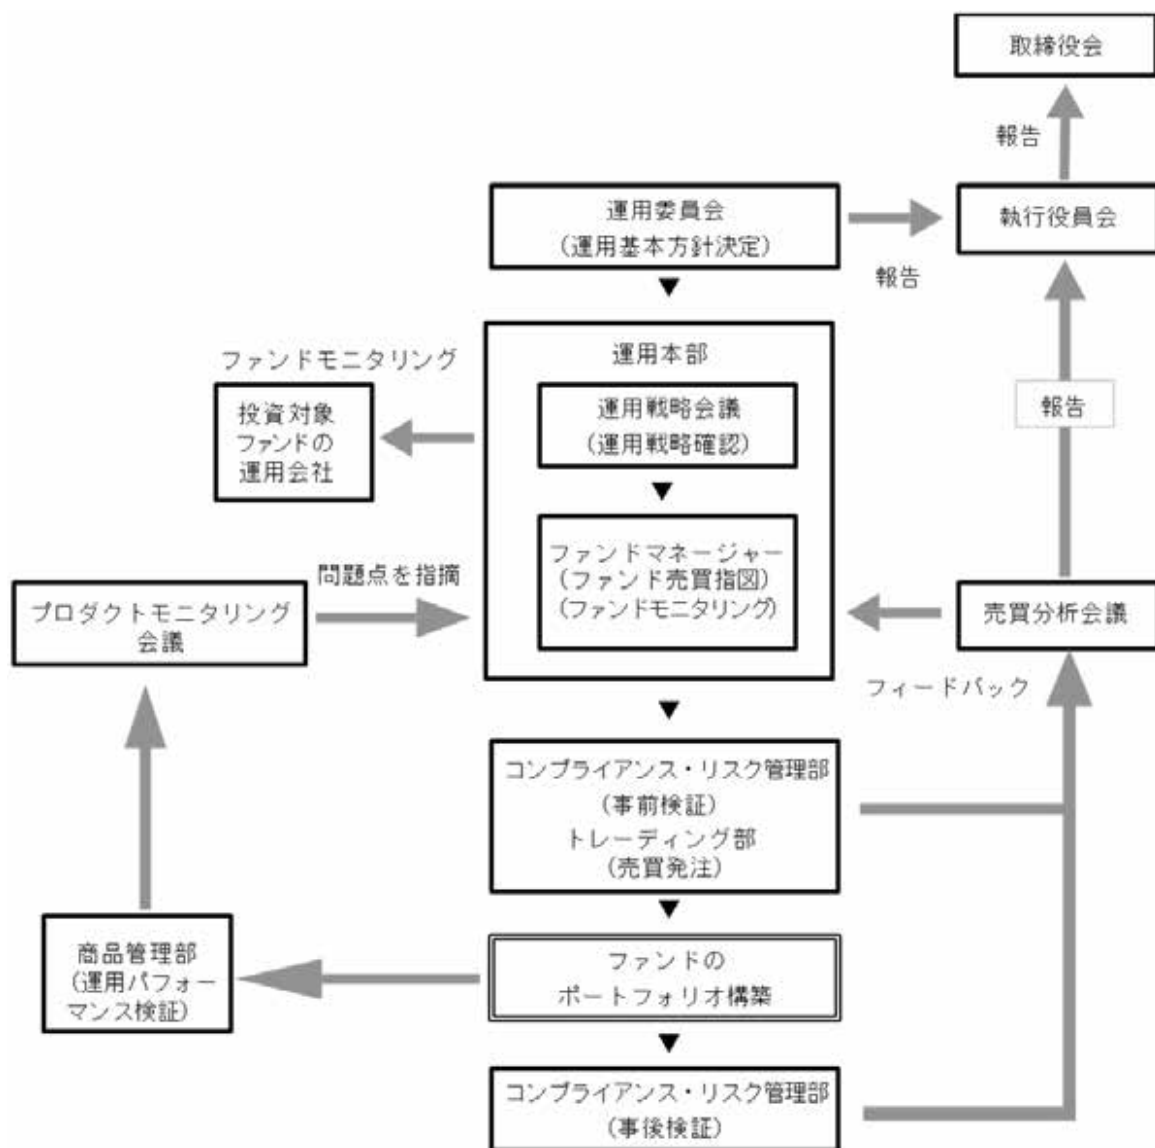 取締役会
報告
運用委員会
(運用基本方針決定)
執行役員会
報告
運用本部
ファンドモニタリング
投資対象
ファンドの
運用会社
運用戦略会議
(運用戦略確認)
報告
ファンドマネージャー
(ファンド売買指図)
(ファンドモニタリング)
問題点を指摘
プロダクトモニタリング
会議
売買分析会議
フィードバック
コンプライアンス・リスク管理部
(事前検証)
トレーディング部
(売買発注)
商品管理部
(運用パフォー
マンス検証)
ファンドの
ポートフォリオ構築
コンプライアンス・リスク管理部
(事後検証)